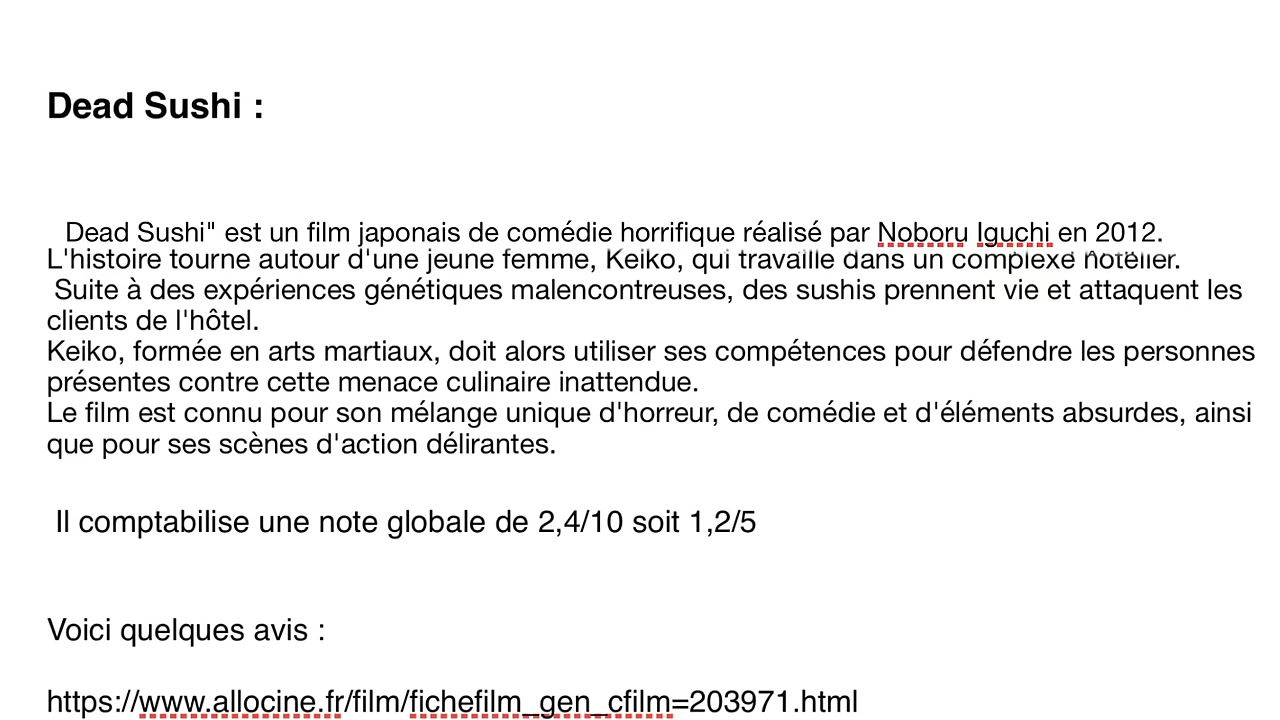 Dead Sushi :
Dead Sushi" est un film japonais de comédie horrifique réalisé par Noboru Iguchi en 2012.
L'histoire tourne autour d'une jeune femme, Keiko, qui travaille dans un complexe hôtelier.
Suite à des expériences génétiques malencontreuses, des sushis prennent vie et attaquent les
clients de l'hôtel.
Keiko, formée en arts martiaux, doit alors utiliser ses compétences pour défendre les personnes
présentes contre cette menace culinaire inattendue.
Le film est connu pour son mélange unique d'horreur, de comédie et d'éléments absurdes, ainsi
que pour ses scènes d'action délirantes.
Il comptabilise une note globale de 2,4/10 soit 1,2/5
Voici quelques avis :
https://www.allocine.fr/film/fichefilm_gen_cfilm=203971.html